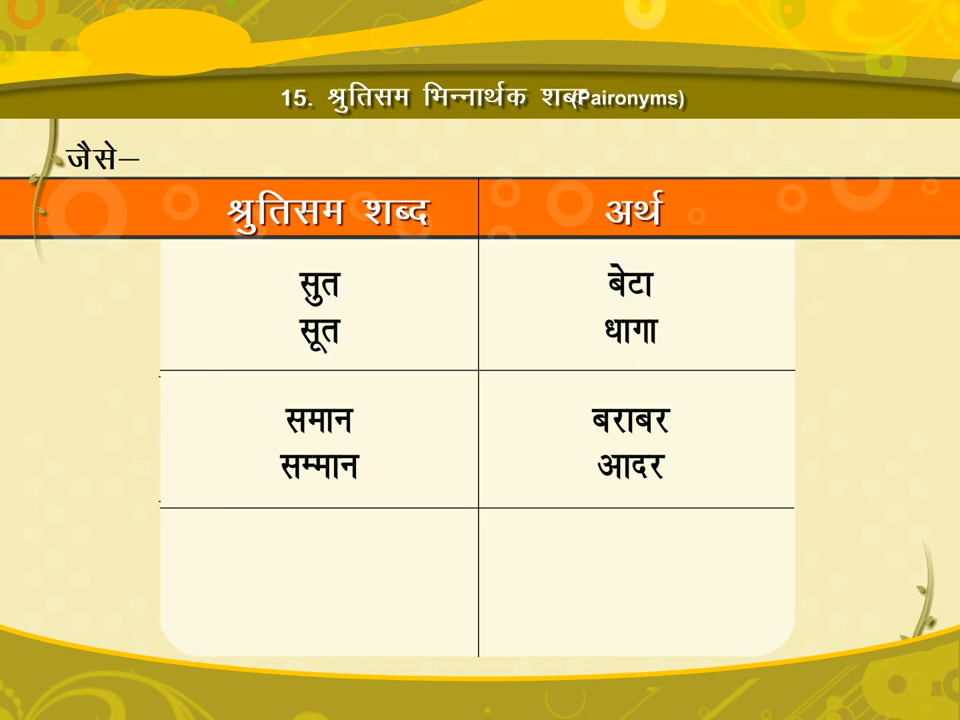 15. श्रुतिसम भिन्नार्थक शब्द (Paironyms)
जैसे–
श्रुतिसम शब्द अर्थ
सुत बेटा
सूत धागा
समान बराबर
सम्मान आदर